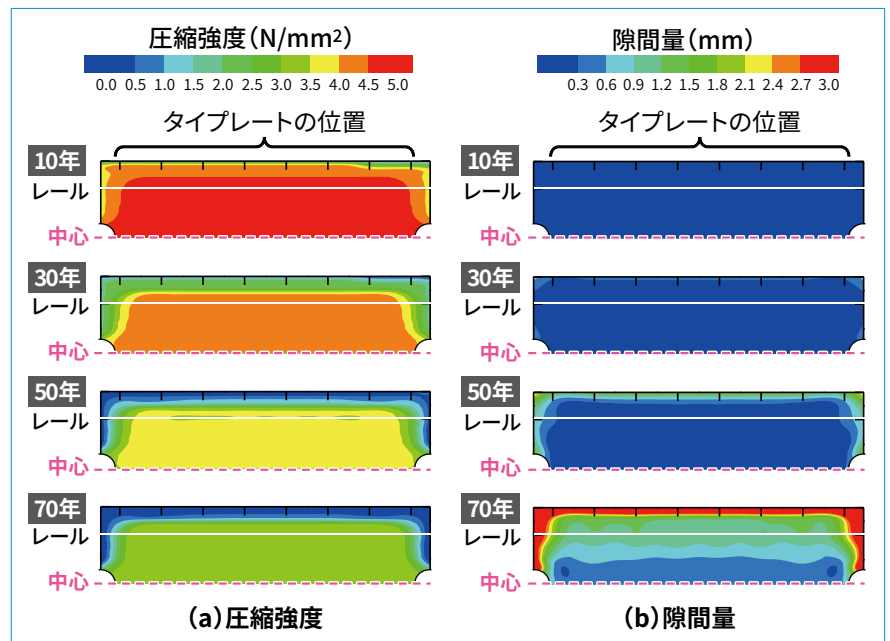 圧縮強度(N/mm²)
0.0 0.5 1.0 1.5 2.0 2.5 3.0 3.5 4.0 4.5 5.0
タイプレートの位置
10年
レール
中心
30年
レール
中心
50年
レール
中心
70年
レール
中心
(a)圧縮強度
隙間量(mm)
0.3 0.6 0.9 1.2 1.5 1.8 2.1 2.4 2.7 3.0
タイプレートの位置
10年
レール
中心
30年
レール
中心
50年
レール
中心
70年
レール
中心
(b)隙間量